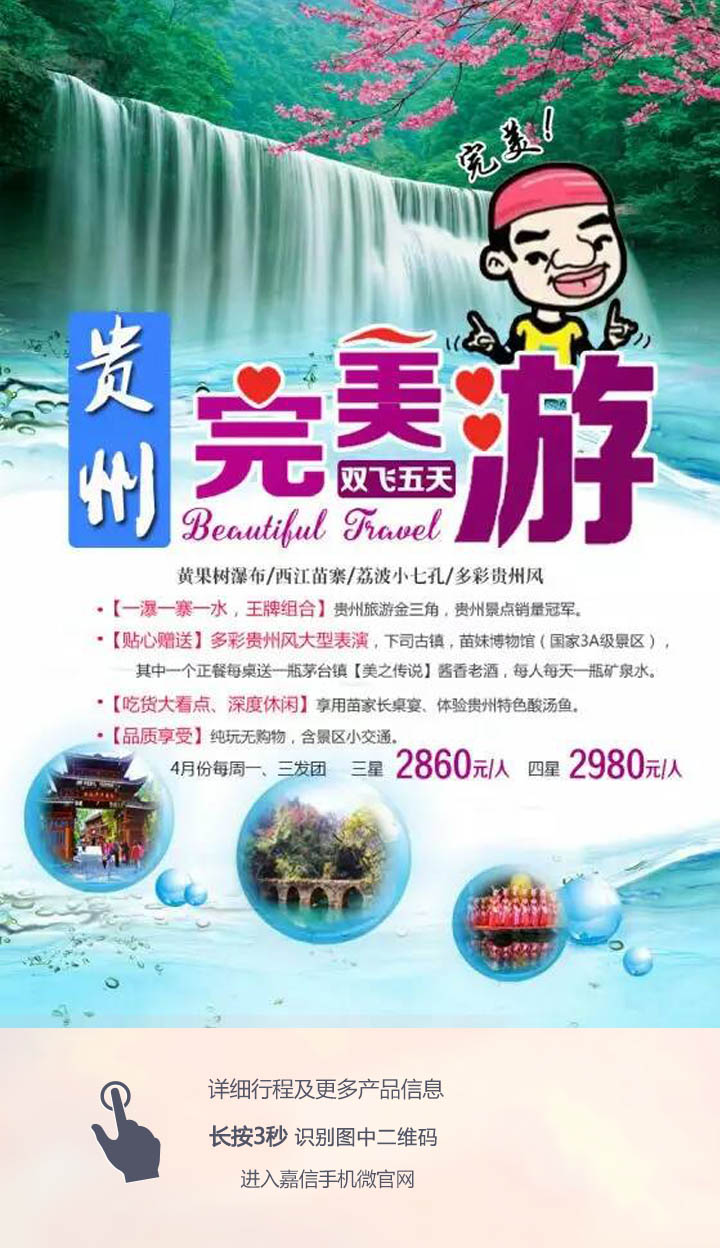 完美!
贵州
完美游
双飞五天
Beautiful Travel
黄果树瀑布/西江苗寨/荔波小七孔/多彩贵州风
•【一瀑一寨一水，王牌组合】贵州旅游金三角，贵州景点销量冠军。
•【贴心赠送】多彩贵州风大型表演，下司古镇，苗妹博物馆（国家3A级景区），
其中一个正餐每桌送一瓶茅台镇【美之传说】酱香老酒，每人每天一瓶矿泉水。
•【吃货大看点、深度休闲】享用苗家长桌宴、体验贵州特色酸汤鱼。
•【品质享受】纯玩无购物，含景区小交通。
4月份每周一、三发团 三星 2860元/人 四星 2980元/人
详细行程及更多产品信息
长按3秒 识别图中二维码
进入嘉信手机微官网